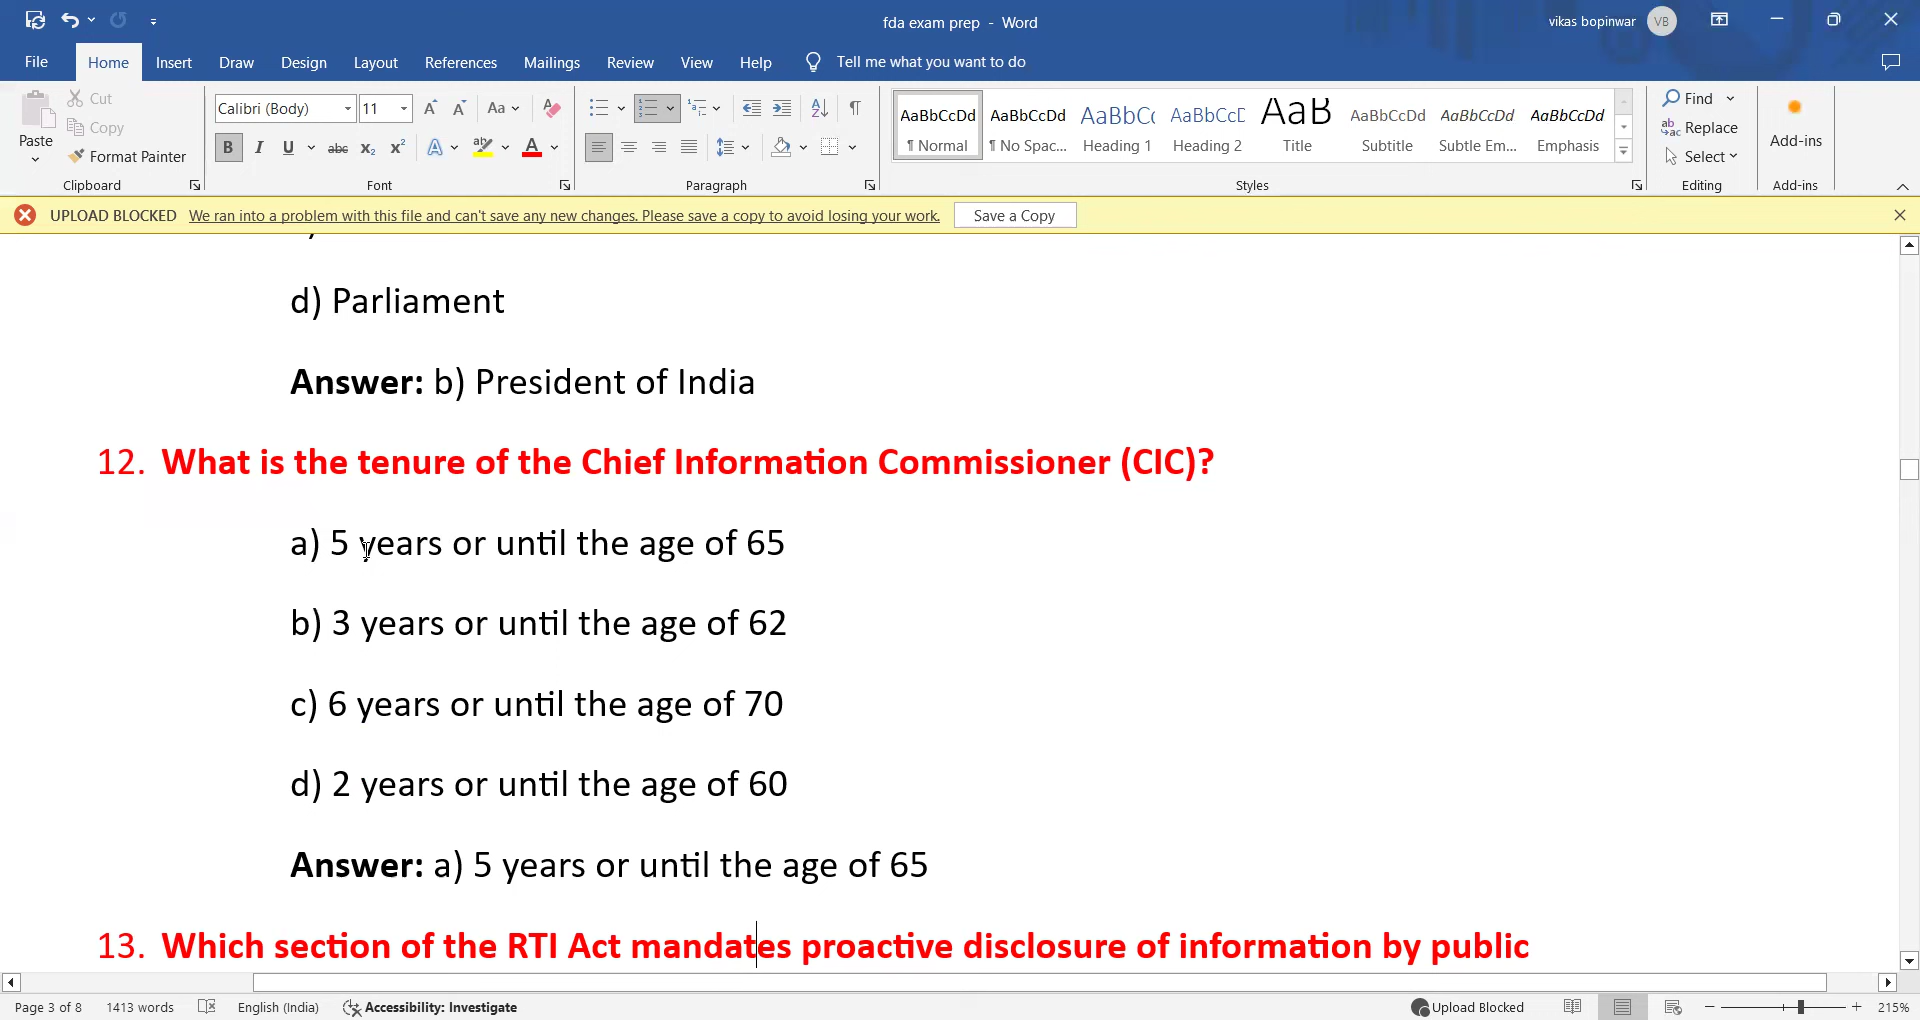 fda exam prep - Word
vikas bopinwar VB
File Home Insert Draw Design Layout References Mailings Review View Help Tell me what you want to do
Paste
Cut
Copy
Format Painter
Clipboard
Calibri (Body) 11
Font
Paragraph
AaBbCcDd AaBbCcDd AaBbCc AaBbCcE AaB AaBbCcDd AaBbCcDd AaBbCcDd
¶ Normal ¶ No Spac... Heading 1 Heading 2 Title Subtitle Subtle Em... Emphasis
Styles
Find
Replace
Select
Editing
Add-ins
Add-ins
UPLOAD BLOCKED We ran into a problem with this file and can't save any new changes. Please save a copy to avoid losing your work. Save a Copy
d) Parliament
Answer: b) President of India
12. What is the tenure of the Chief Information Commissioner (CIC)?
a) 5 years or until the age of 65
b) 3 years or until the age of 62
c) 6 years or until the age of 70
d) 2 years or until the age of 60
Answer: a) 5 years or until the age of 65
13. Which section of the RTI Act mandates proactive disclosure of information by public
Page 3 of 8 1413 words English (India) Accessibility: Investigate Upload Blocked 215%